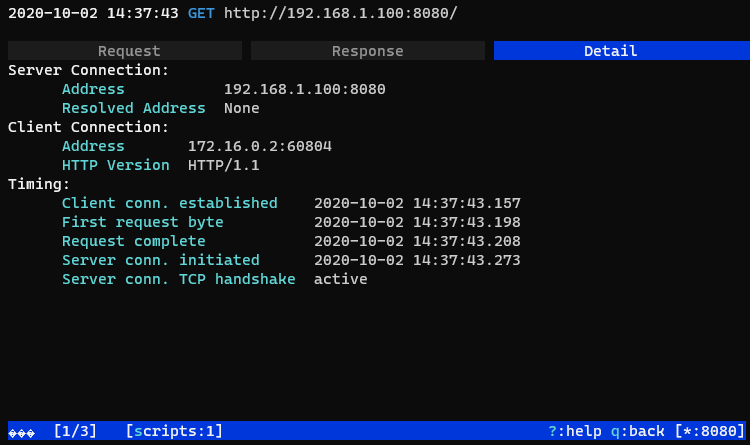 2020-10-02 14:37:43 GET http://192.168.1.100:8080/
Request Response Detail
Server Connection:
Address 192.168.1.100:8080
Resolved Address None
Client Connection:
Address 172.16.0.2:60804
HTTP Version HTTP/1.1
Timing:
Client conn. established 2020-10-02 14:37:43.157
First request byte 2020-10-02 14:37:43.198
Request complete 2020-10-02 14:37:43.208
Server conn. initiated 2020-10-02 14:37:43.273
Server conn. TCP handshake active
��� [1/3] [scripts:1] ?:help q:back [*:8080]